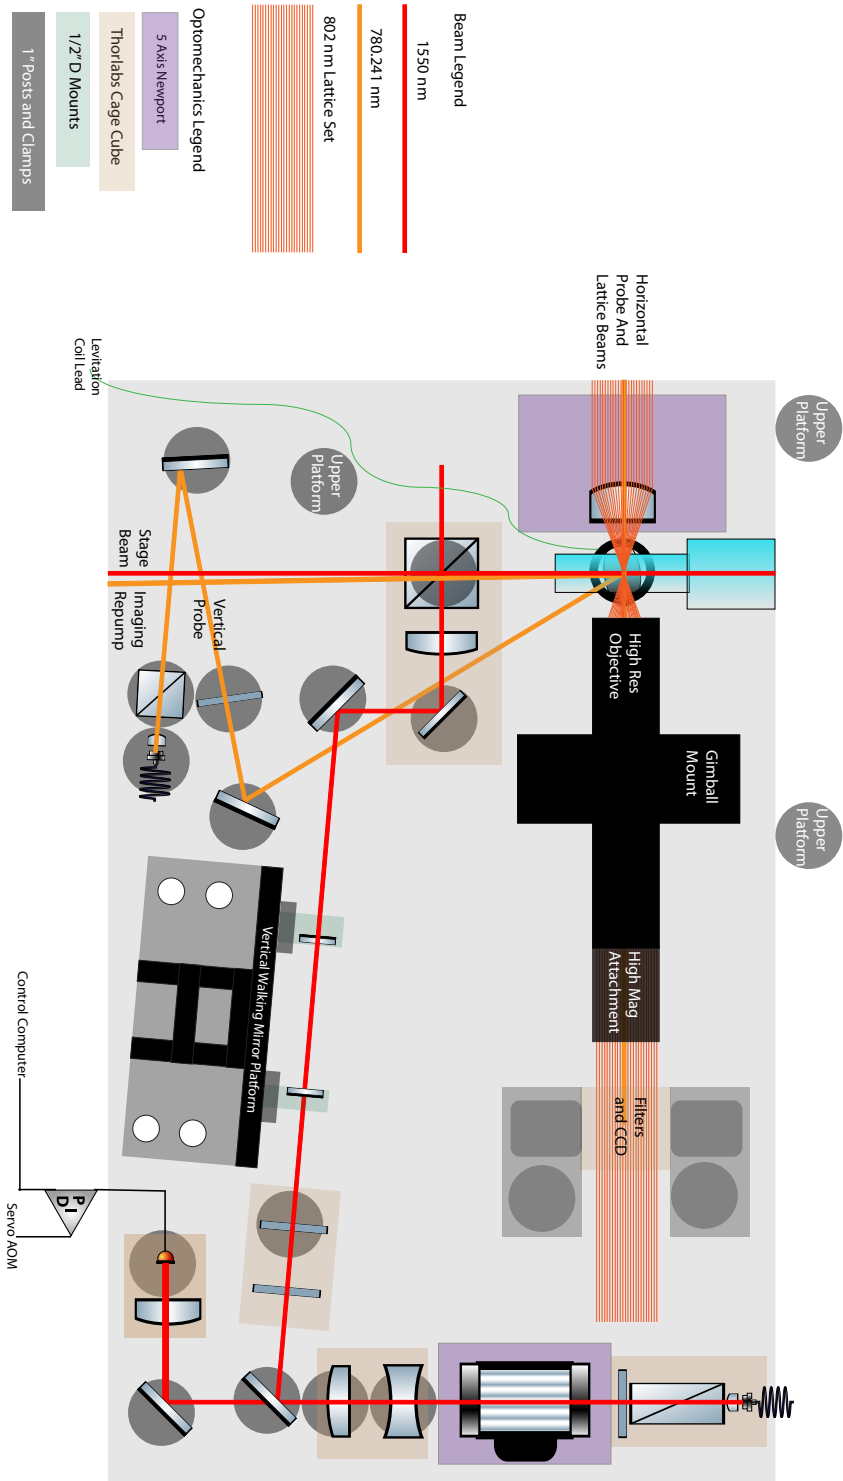 Beam Legend
1550 nm
780.241 nm
802 nm Lattice Set
Optomechanics Legend
5 Axis Newport
Thorlabs Cage Cube
1/2" D Mounts
1" Posts and Clamps
Upper
Platform
Horizontal
Probe And
Lattice Beams
Levitation
Coil Lead
Upper
Platform
Stage
Beam
Imaging
Repump
Vertical
Probe
High Res
Objective
Gimball
Mount
Upper
Platform
High Mag
Attachment
Filters
and CCD
Vertical Walking Mirror Platform
Control Computer
Servo AOM
PI
D